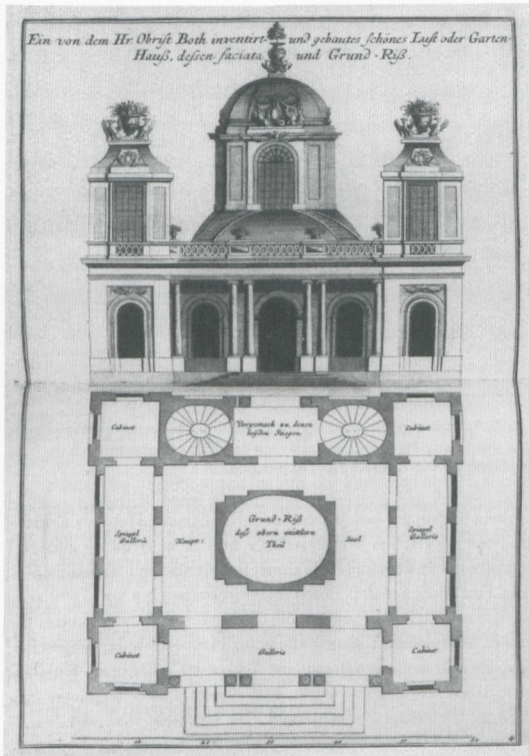 Ein von dem Hr. Obrist Both inventirt- und gebautes schönes Lust oder Garten-
Hauß, dessen faciata und Grund-Riß.
Cabinet
Vorgemach zu denen
beijden Stiegen
Cabinet
Spiegel
Gallerie
Haupt-
Grund-Riß
deß obern mittlern
Theil
Saal
Spiegel
Gallerie
Cabinet
Gallerie
Cabinet